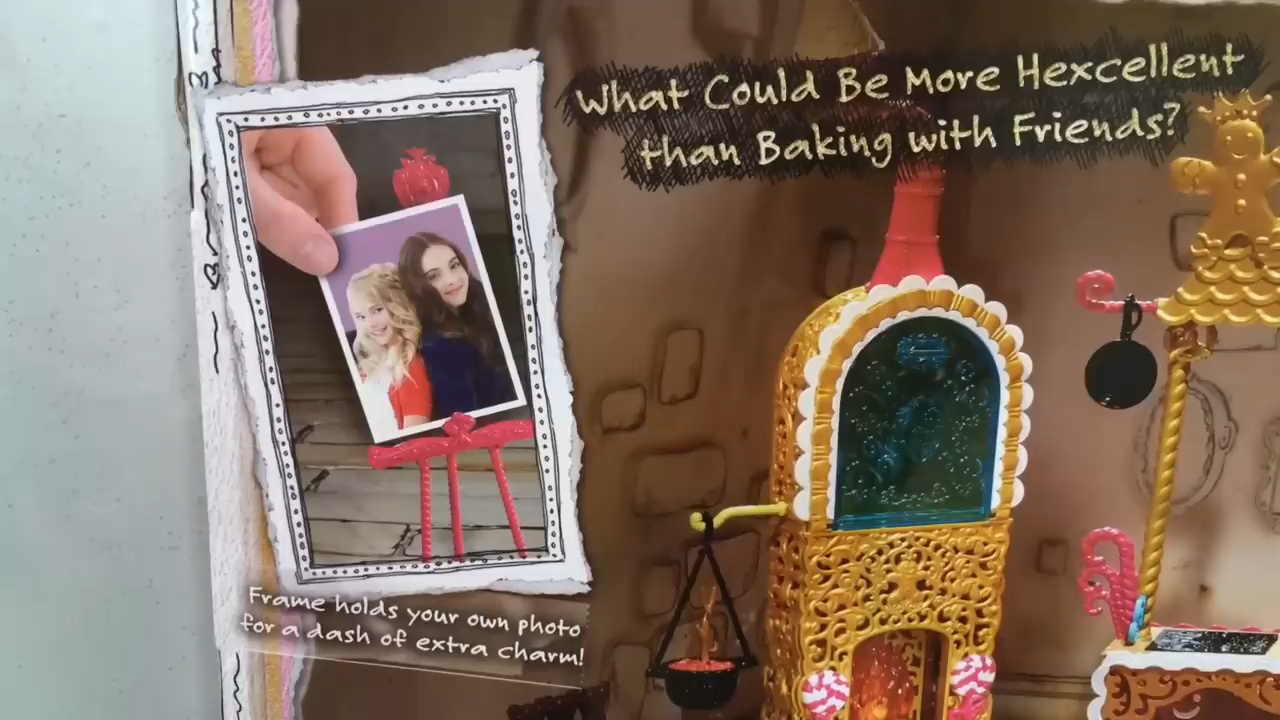 What Could Be More Hexcellent
than Baking with Friends?
Frame holds your own photo
for a dash of extra charm!